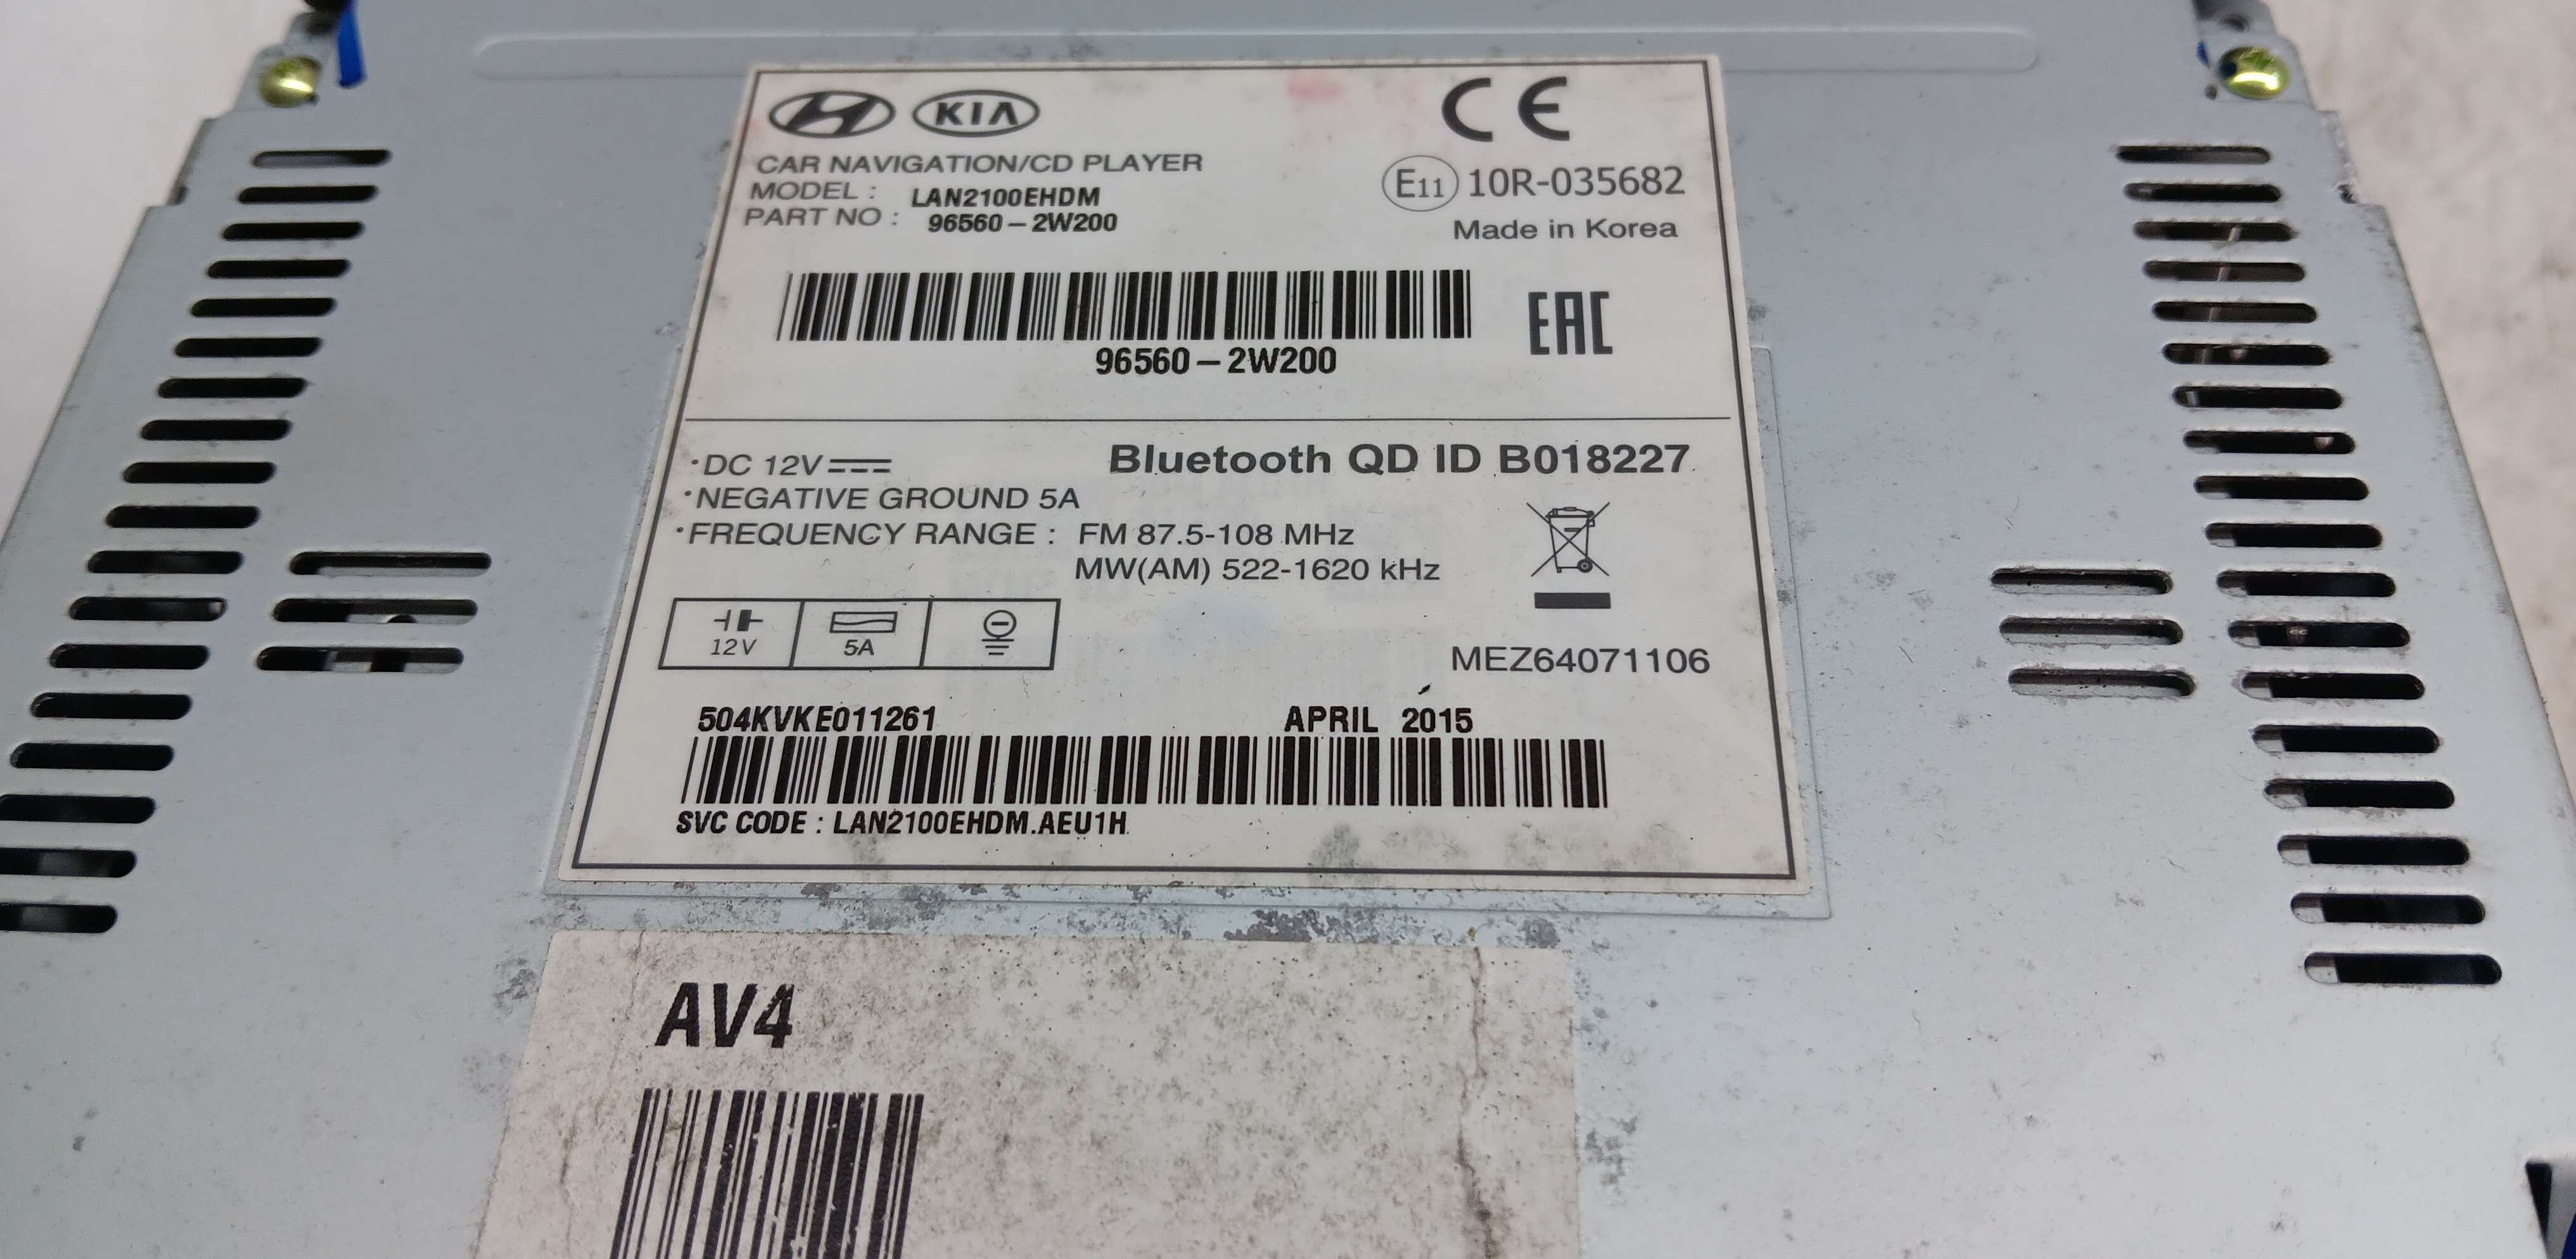 KIA
CE
CAR NAVIGATION/CD PLAYER
MODEL : LAN2100EHDM
PART NO : 96560-2W200
E11 10R-035682
Made in Korea
EAC
96560-2W200
·DC 12V
Bluetooth QD ID B018227
·NEGATIVE GROUND 5A
·FREQUENCY RANGE : FM 87.5-108 MHz
MW(AM) 522-1620 kHz
12V
5A
MEZ64071106
504KVKE011261
APRIL 2015
SVC CODE : LAN2100EHDM.AEU1H
AV4